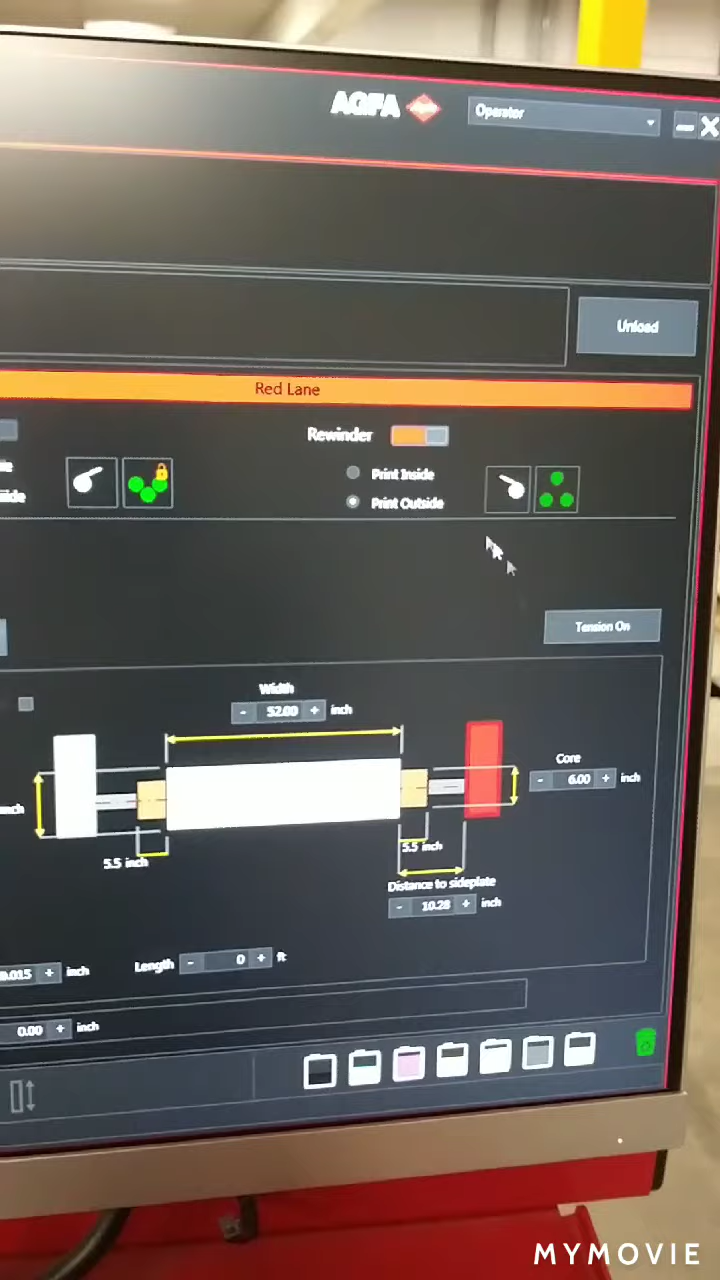 AGFA
Operator
Unload
Red Lane
Rewinder
Print Inside
Print Outside
Tension On
Width
- 52.00 + inch
Core
- 6.00 + inch
5.5 inch
5.5 inch
Distance to sideplate
- 10.28 + inch
0.015 + inch
Length - 0 + ft
0.00 + inch
MYMOVIE